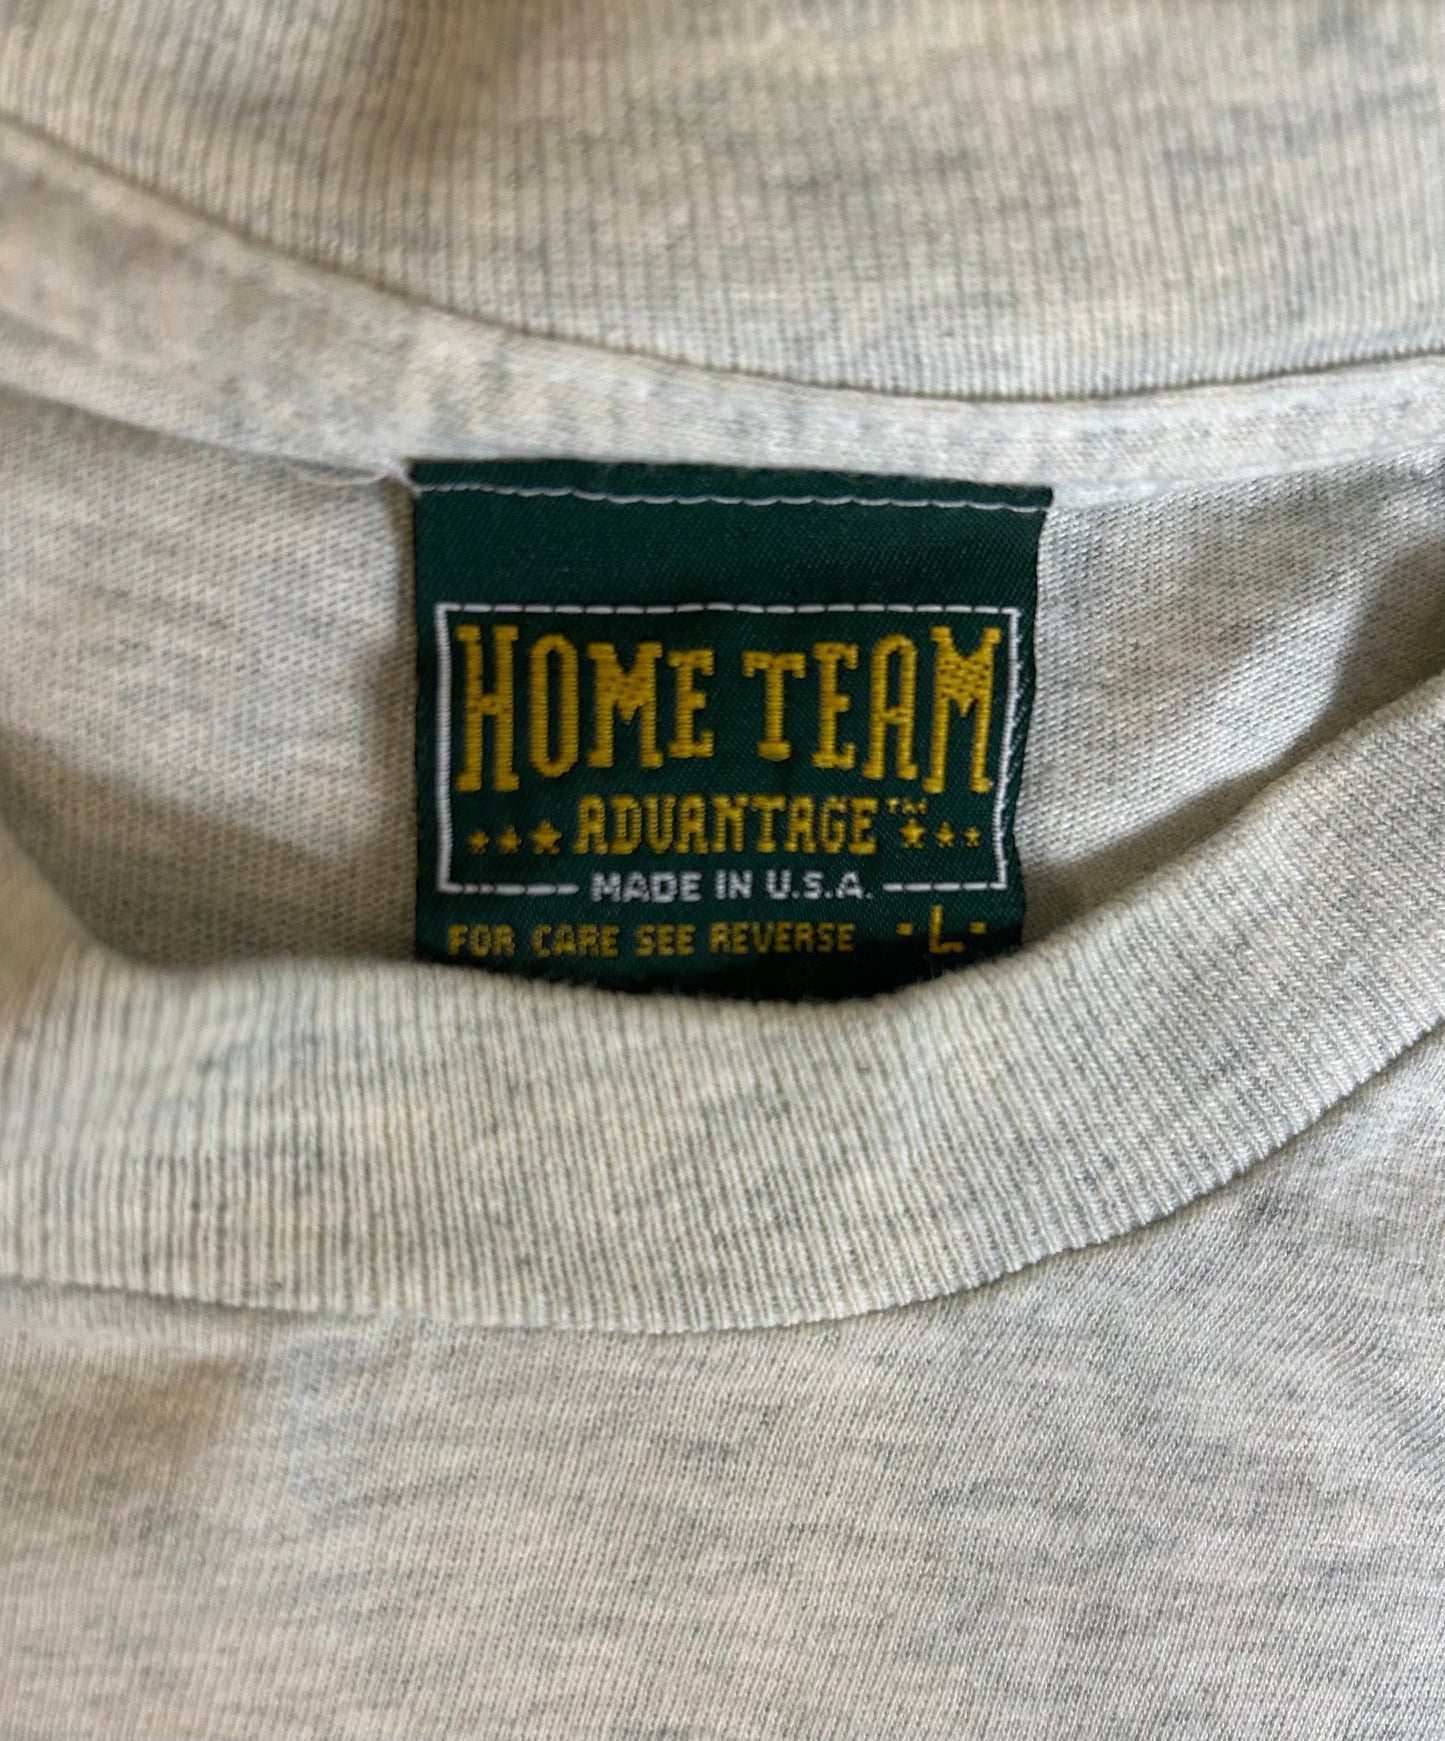 HOME TEAM
ADVANTAGE™
MADE IN U.S.A.
FOR CARE SEE REVERSE -L-